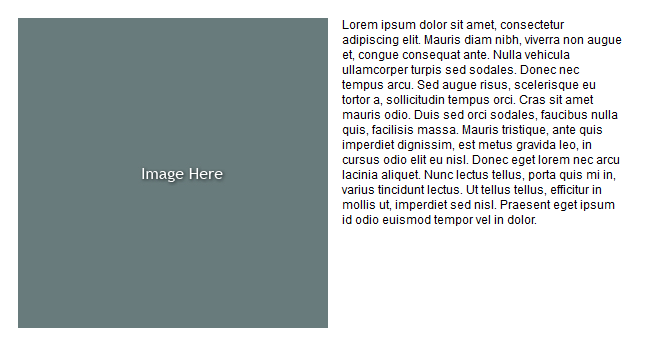 Image Here
Lorem ipsum dolor sit amet, consectetur
adipiscing elit. Mauris diam nibh, viverra non augue
et, congue consequat ante. Nulla vehicula
ullamcorper turpis sed sodales. Donec nec
tempus arcu. Sed augue risus, scelerisque eu
tortor a, sollicitudin tempus orci. Cras sit amet
mauris odio. Duis sed orci sodales, faucibus nulla
quis, facilisis massa. Mauris tristique, ante quis
imperdiet dignissim, est metus gravida leo, in
cursus odio elit eu nisl. Donec eget lorem nec arcu
lacinia aliquet. Nunc lectus tellus, porta quis mi in,
varius tincidunt lectus. Ut tellus tellus, efficitur in
mollis ut, imperdiet sed nisl. Praesent eget ipsum
id odio euismod tempor vel in dolor.